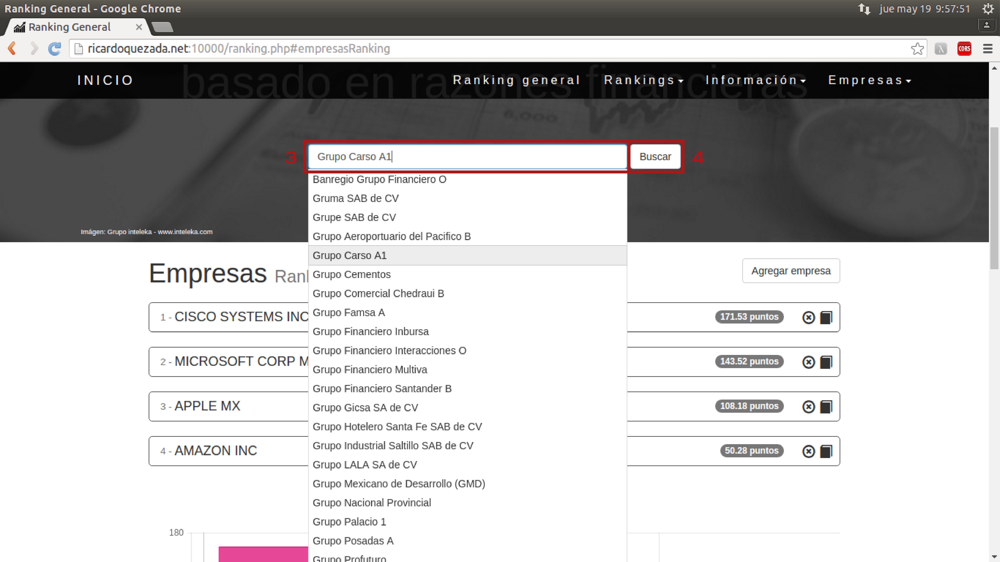 Ranking General - Google Chrome
jue may 19 9:57:51
Ranking General
ricardoquezada.net:10000/ranking.php#empresasRanking
CORS
basado en razones financieras
INICIO
Ranking general
Rankings
Información
Empresas
6,000
3
Grupo Carso A1
Buscar
4
Banregio Grupo Financiero O
Gruma SAB de CV
Grupe SAB de CV
Imágen: Grupo inteleka - www.inteleka.com
Grupo Aeroportuario del Pacifico B
Grupo Carso A1
Empresas
Agregar empresa
Grupo Cementos
Grupo Comercial Chedraui B
1 - CISCO SYSTEMS INC
Grupo Famsa A
171.53 puntos
Grupo Financiero Inbursa
Grupo Financiero Interacciones O
2 - MICROSOFT CORP M
143.52 puntos
Grupo Financiero Multiva
Grupo Financiero Santander B
3 - APPLE MX
Grupo Gicsa SA de CV
108.18 puntos
Grupo Hotelero Santa Fe SAB de CV
Grupo Industrial Saltillo SAB de CV
4 - AMAZON INC
50.28 puntos
Grupo LALA SA de CV
Grupo Mexicano de Desarrollo (GMD)
Grupo Nacional Provincial
Grupo Palacio 1
180
Grupo Posadas A
Grupo Profuturo